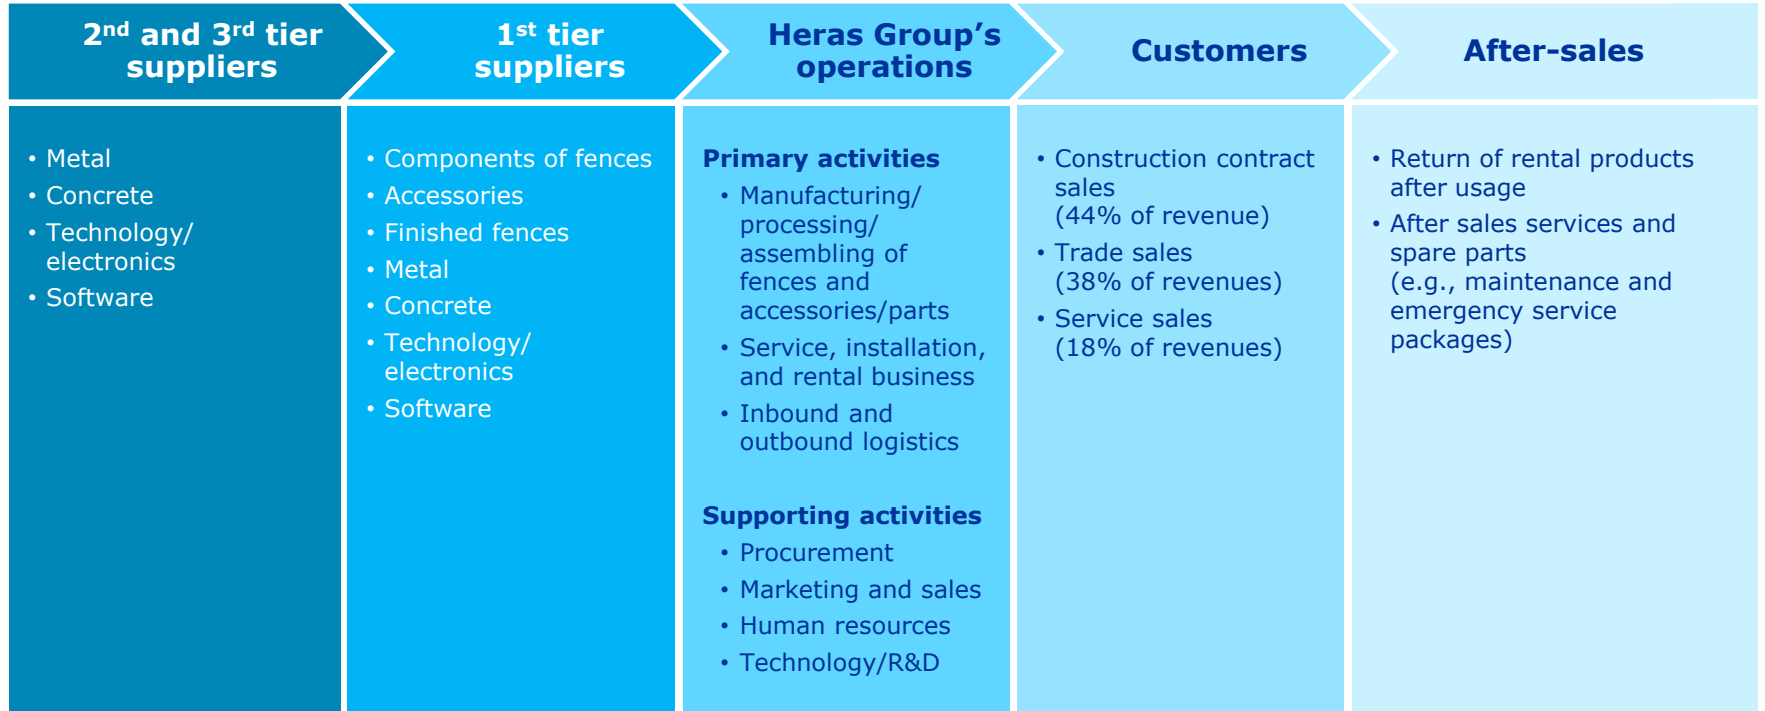 2nd and 3rd tier
suppliers
1st tier
suppliers
Heras Group's
operations
Customers
After-sales
• Metal
• Concrete
• Technology/
electronics
• Software
• Components of fences
• Accessories
• Finished fences
• Metal
• Concrete
• Technology/
electronics
• Software
Primary activities
• Manufacturing/
processing/
assembling of
fences and
accessories/parts
• Service, installation,
and rental business
• Inbound and
outbound logistics
Supporting activities
• Procurement
• Marketing and sales
• Human resources
• Technology/R&D
• Construction contract
sales
(44% of revenue)
• Trade sales
(38% of revenues)
• Service sales
(18% of revenues)
• Return of rental products
after usage
• After sales services and
spare parts
(e.g., maintenance and
emergency service
packages)